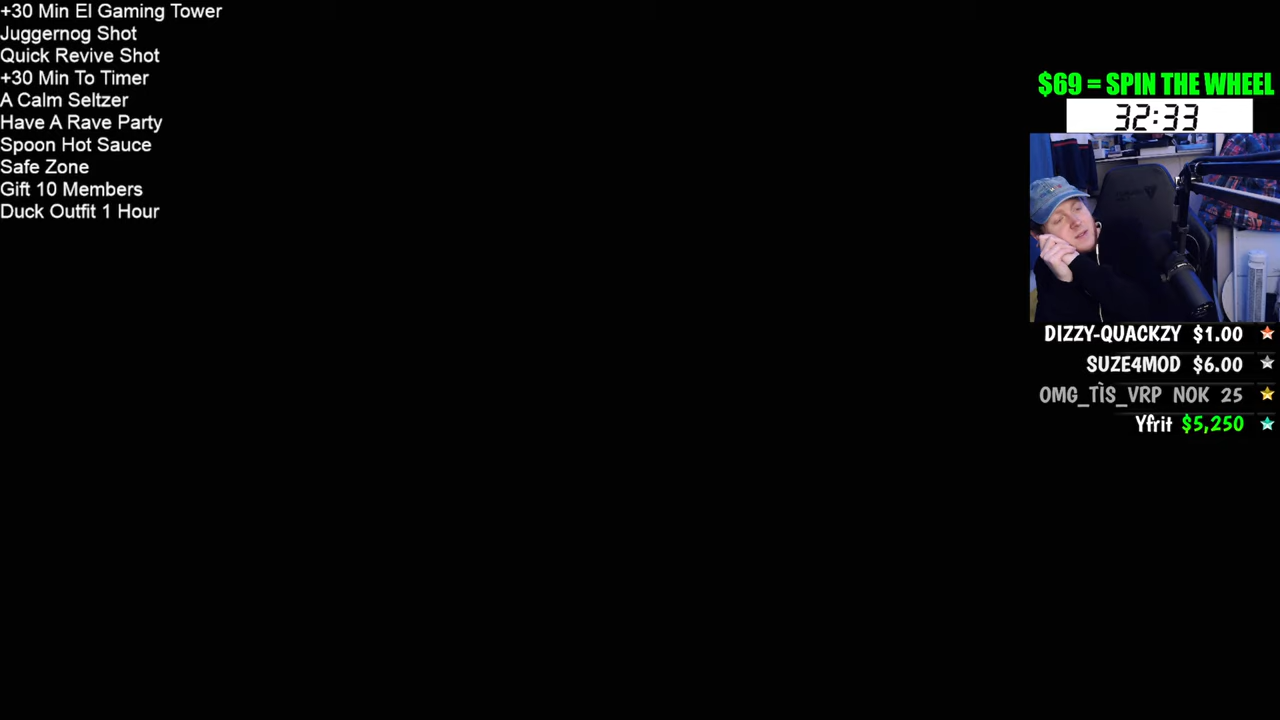 +30 Min El Gaming Tower
Juggernog Shot
Quick Revive Shot
+30 Min To Timer
A Calm Seltzer
Have A Rave Party
Spoon Hot Sauce
Safe Zone
Gift 10 Members
Duck Outfit 1 Hour
$69 = SPIN THE WHEEL
32:33
DIZZY-QUACKZY $1.00
SUZE4MOD $6.00
OMG_TÌS_VRP NOK 25
Yfrit $5,250